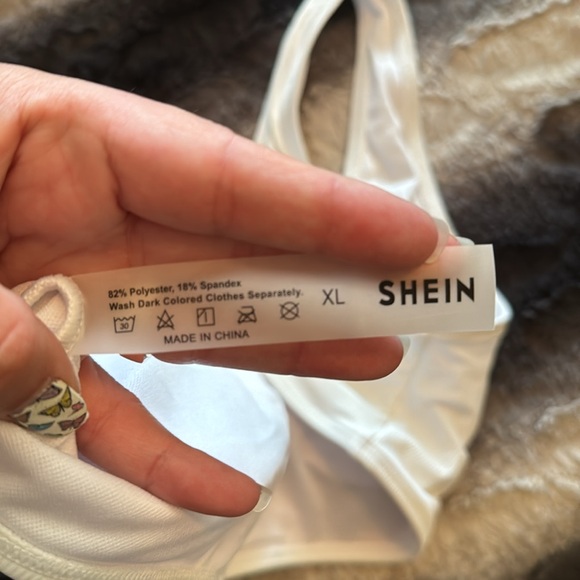 82% Polyester, 18% Spandex
Wash Dark Colored Clothes Separately.
30
XL
SHEIN
MADE IN CHINA